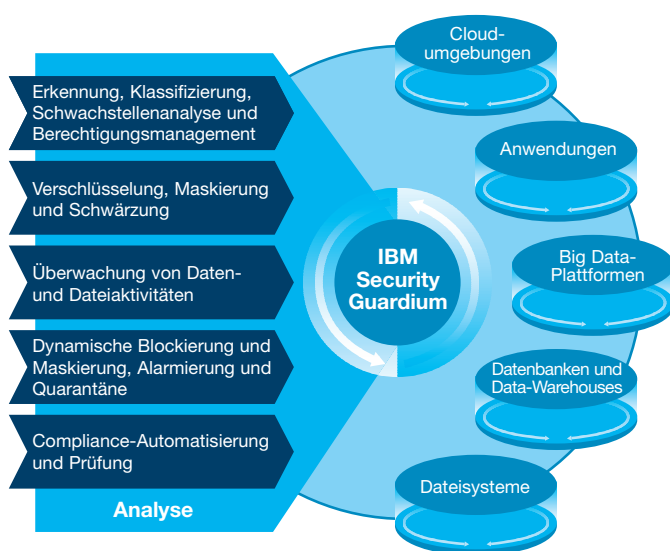 Erkennung, Klassifizierung,
Schwachstellenanalyse und
Berechtigungsmanagement
Verschlüsselung, Maskierung
und Schwärzung
Überwachung von Daten-
und Dateiaktivitäten
Dynamische Blockierung und
Maskierung, Alarmierung und
Quarantäne
Compliance-Automatisierung
und Prüfung
Analyse
IBM
Security
Guardium
Cloud-
umgebungen
Anwendungen
Big Data-
Plattformen
Datenbanken und
Data-Warehouses
Dateisysteme